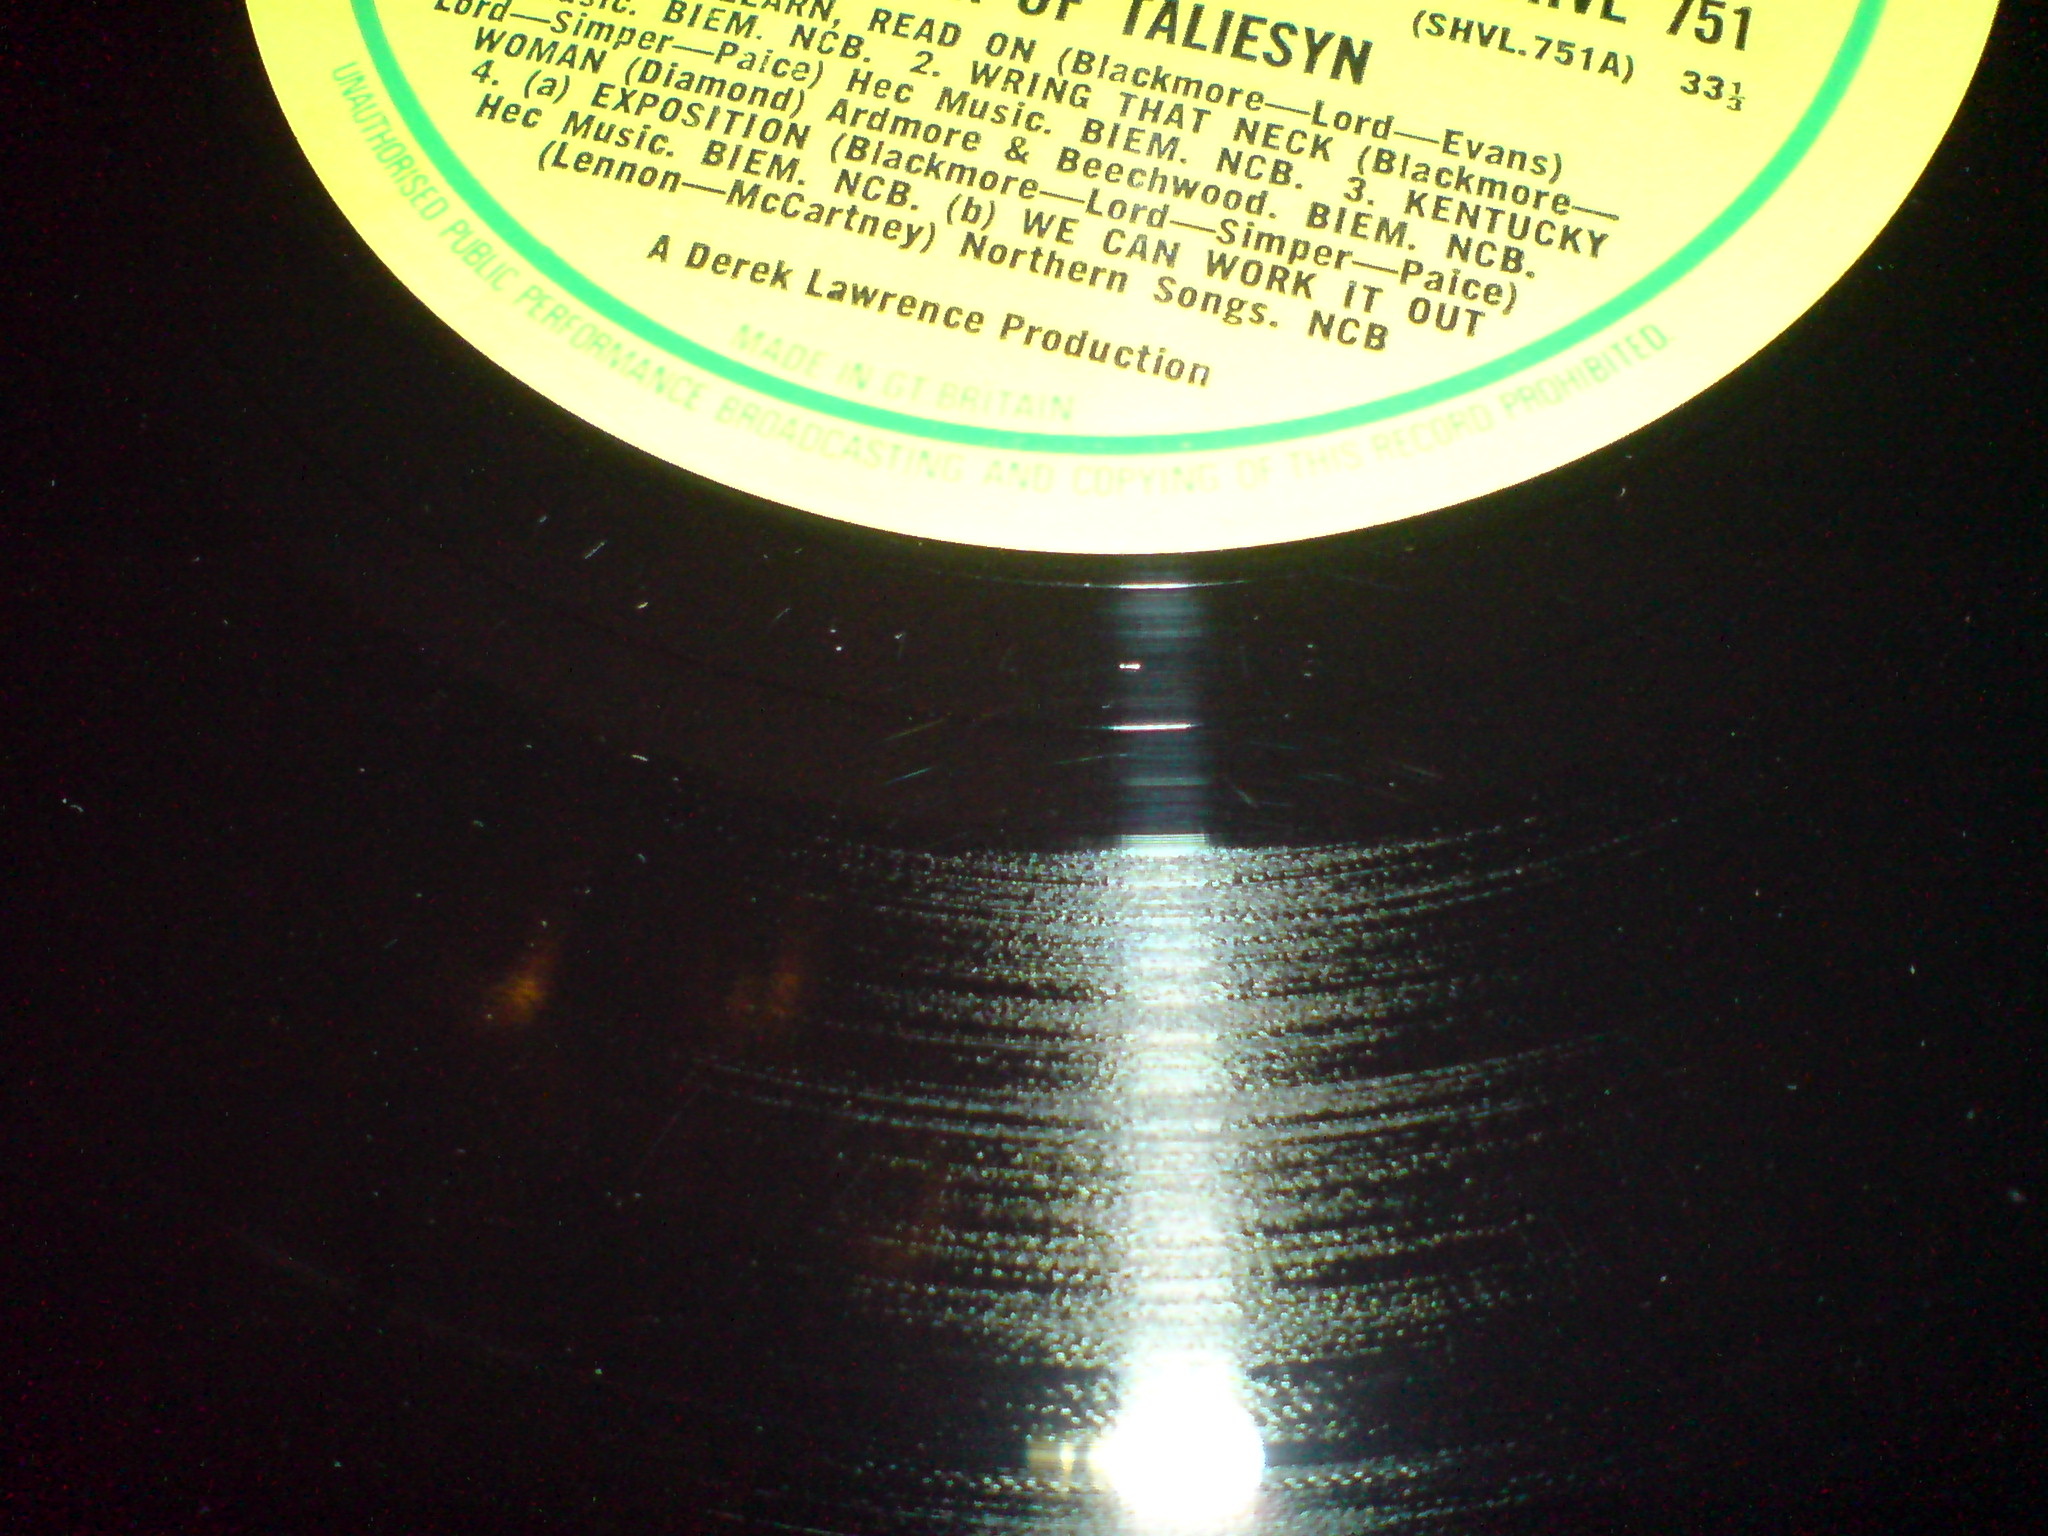 OF TALIESYN
751
(SHVL.751A) 33⅓
LEARN, READ ON (Blackmore—Lord—Evans)
BIEM. NCB. 2. WRING THAT NECK (Blackmore—
Lord—Simper—Paice) Hec Music. BIEM. NCB. 3. KENTUCKY
WOMAN (Diamond) Ardmore & Beechwood. BIEM. NCB.
4. (a) EXPOSITION (Blackmore—Lord—Simper—Paice)
Hec Music. BIEM. NCB. (b) WE CAN WORK IT OUT
(Lennon—McCartney) Northern Songs. NCB
A Derek Lawrence Production
MADE IN GT BRITAIN
UNAUTHORISED PUBLIC PERFORMANCE BROADCASTING AND COPYING OF THIS RECORD PROHIBITED.